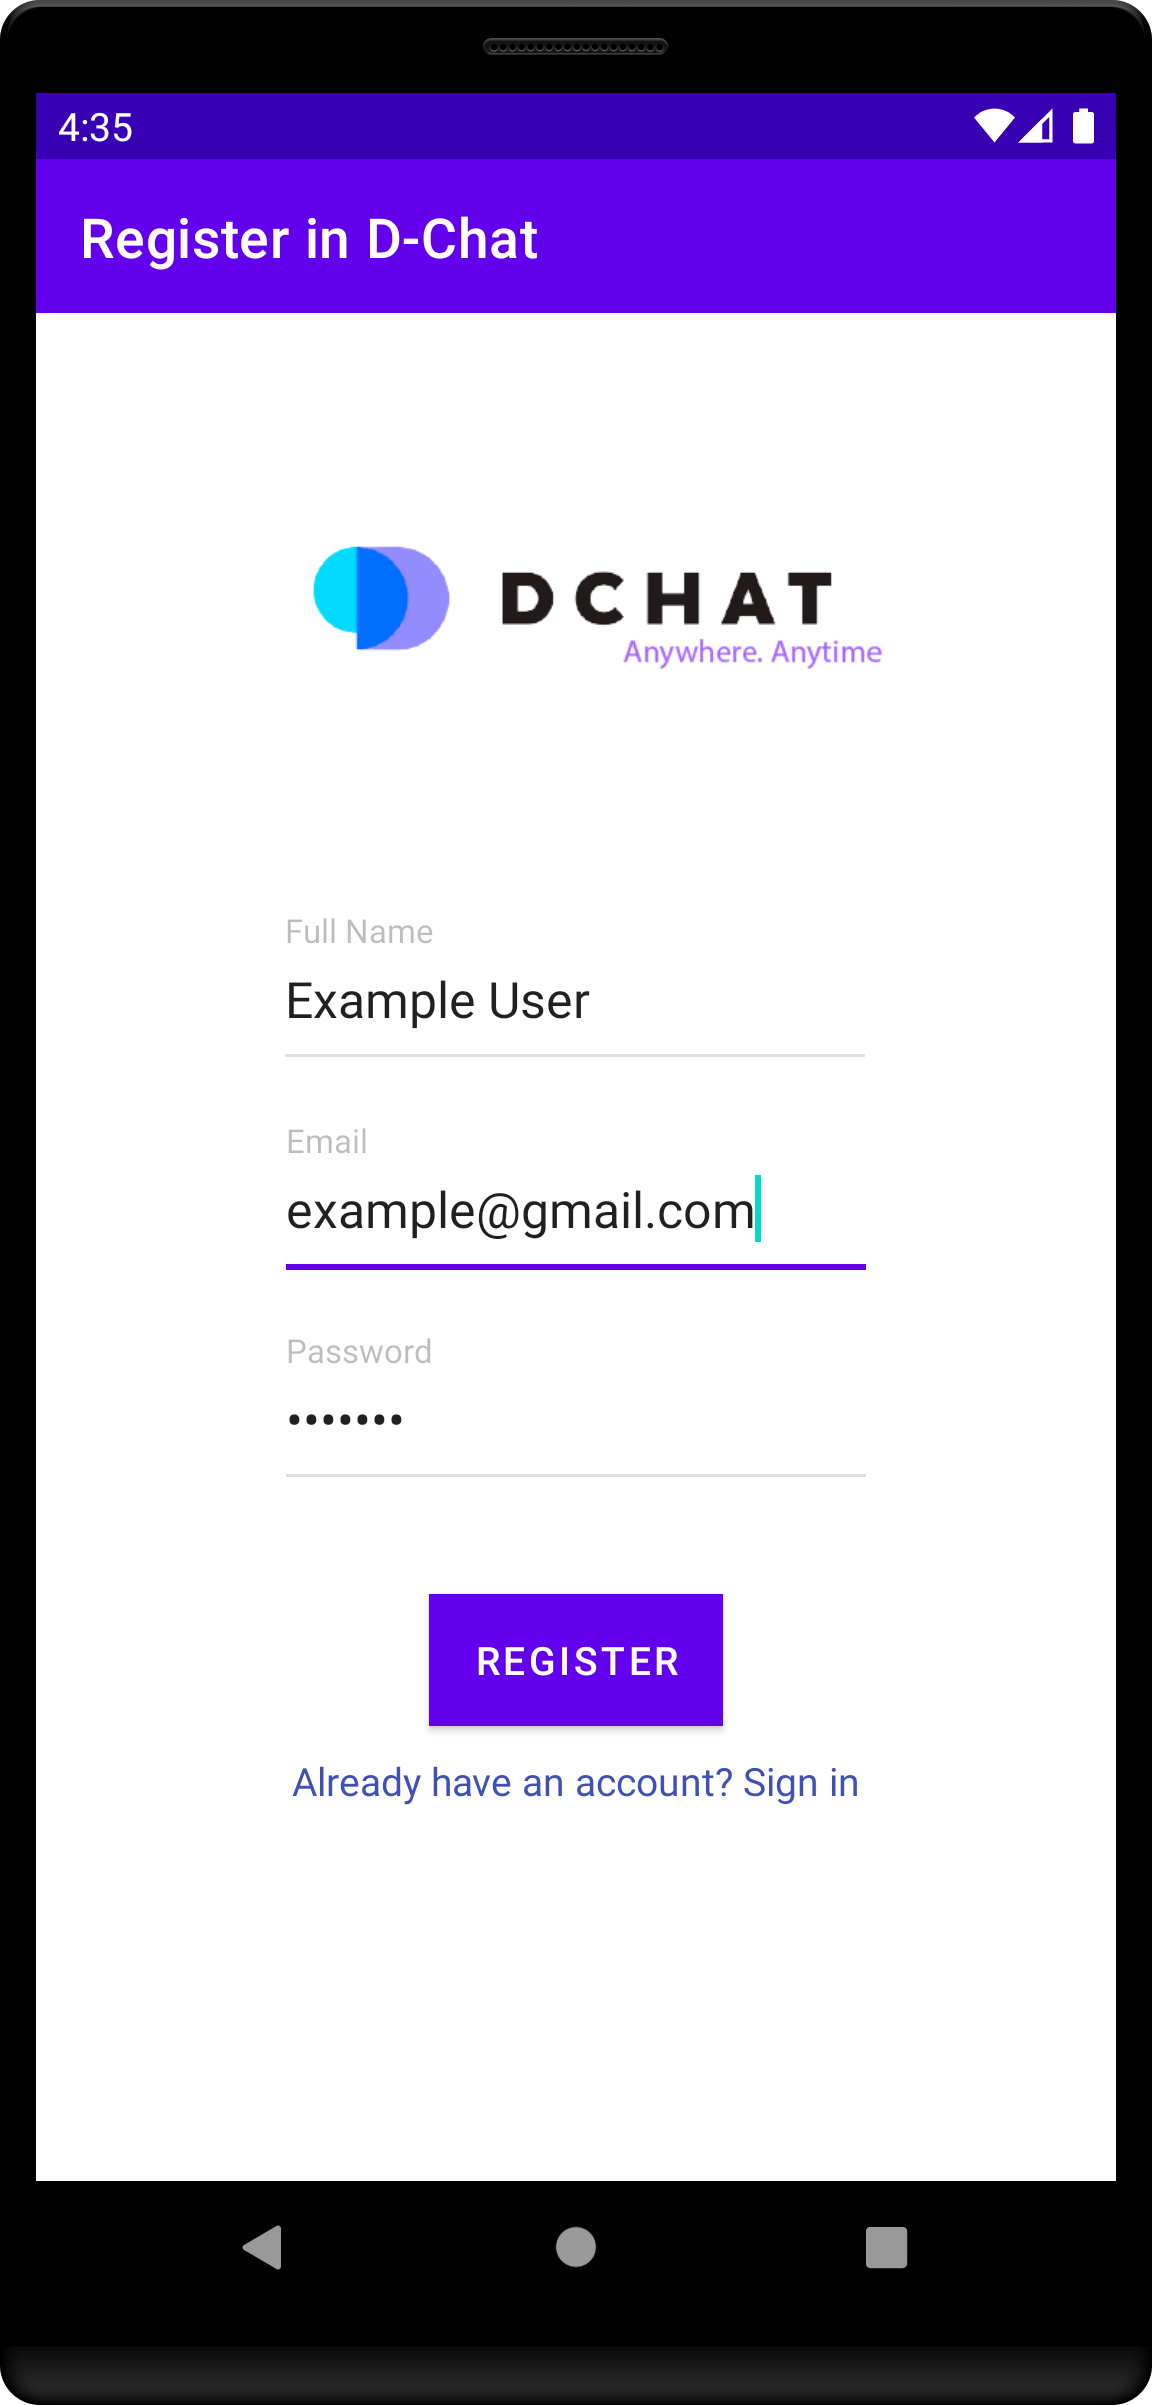 4:35
Register in D-Chat
DCHAT
Anywhere. Anytime
Full Name
Example User
Email
example@gmail.com
Password
•••••••
REGISTER
Already have an account? Sign in